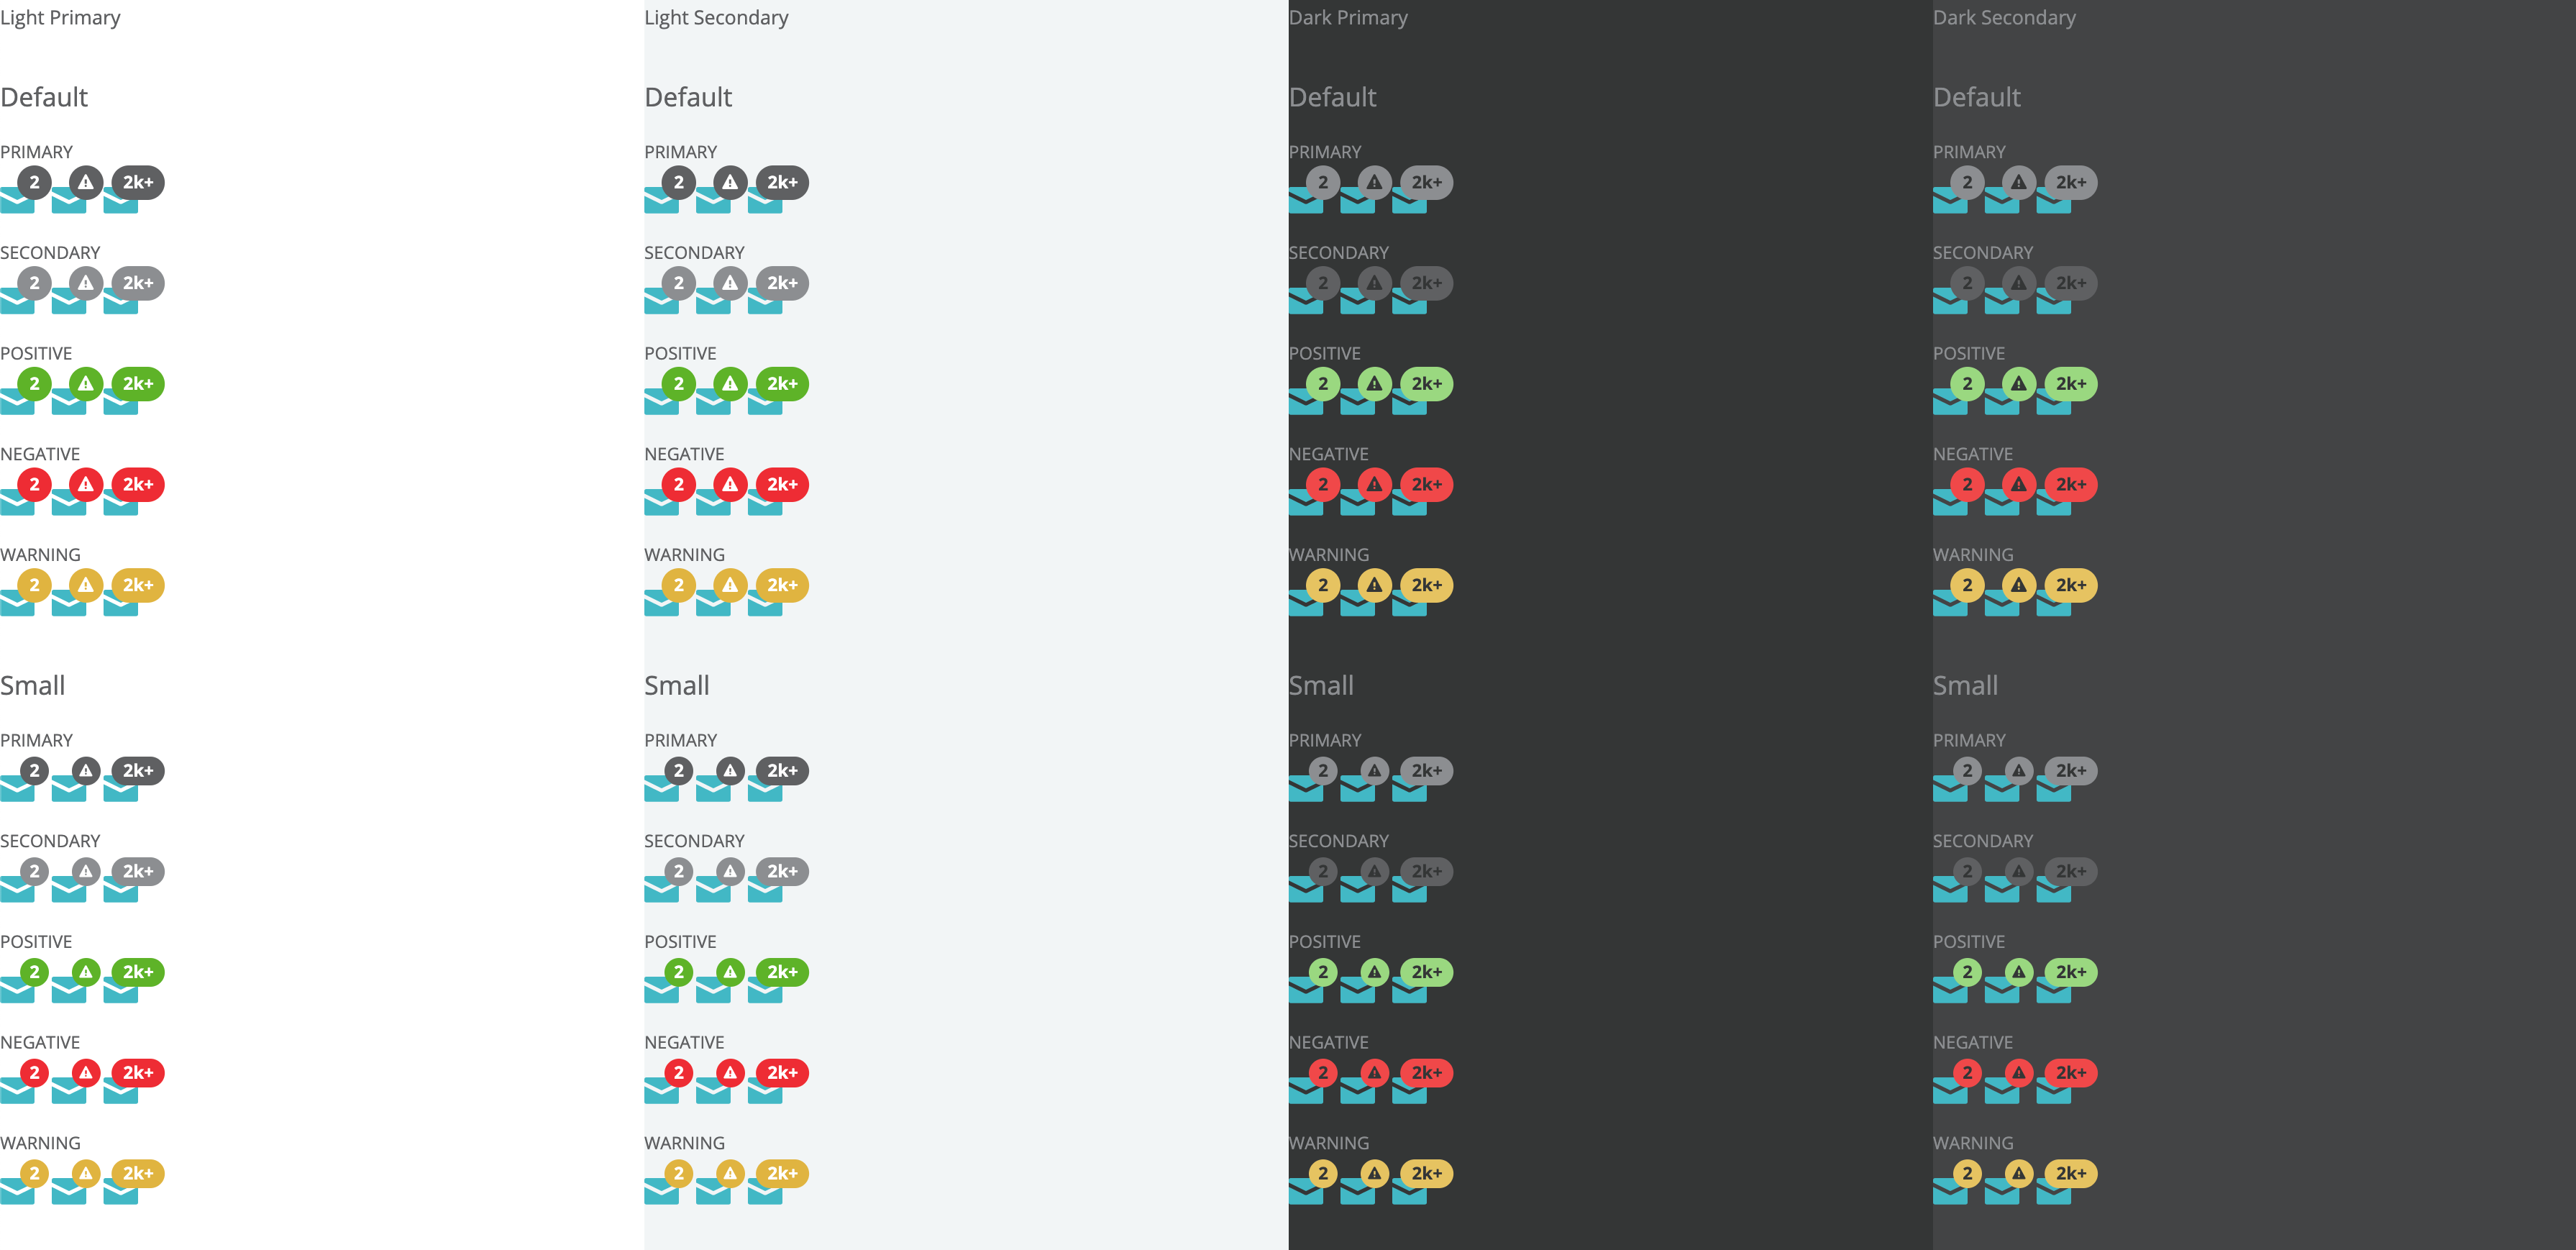 Light Primary
Default
PRIMARY
2 2k+
SECONDARY
2 2k+
POSITIVE
2 2k+
NEGATIVE
2 2k+
WARNING
2 2k+
Small
PRIMARY
2 2k+
SECONDARY
2 2k+
POSITIVE
2 2k+
NEGATIVE
2 2k+
WARNING
2 2k+
Light Secondary
Default
PRIMARY
2 2k+
SECONDARY
2 2k+
POSITIVE
2 2k+
NEGATIVE
2 2k+
WARNING
2 2k+
Small
PRIMARY
2 2k+
SECONDARY
2 2k+
POSITIVE
2 2k+
NEGATIVE
2 2k+
WARNING
2 2k+
Dark Primary
Default
PRIMARY
2 2k+
SECONDARY
2 2k+
POSITIVE
2 2k+
NEGATIVE
2 2k+
WARNING
2 2k+
Small
PRIMARY
2 2k+
SECONDARY
2 2k+
POSITIVE
2 2k+
NEGATIVE
2 2k+
WARNING
2 2k+
Dark Secondary
Default
PRIMARY
2 2k+
SECONDARY
2 2k+
POSITIVE
2 2k+
NEGATIVE
2 2k+
WARNING
2 2k+
Small
PRIMARY
2 2k+
SECONDARY
2 2k+
POSITIVE
2 2k+
NEGATIVE
2 2k+
WARNING
2 2k+